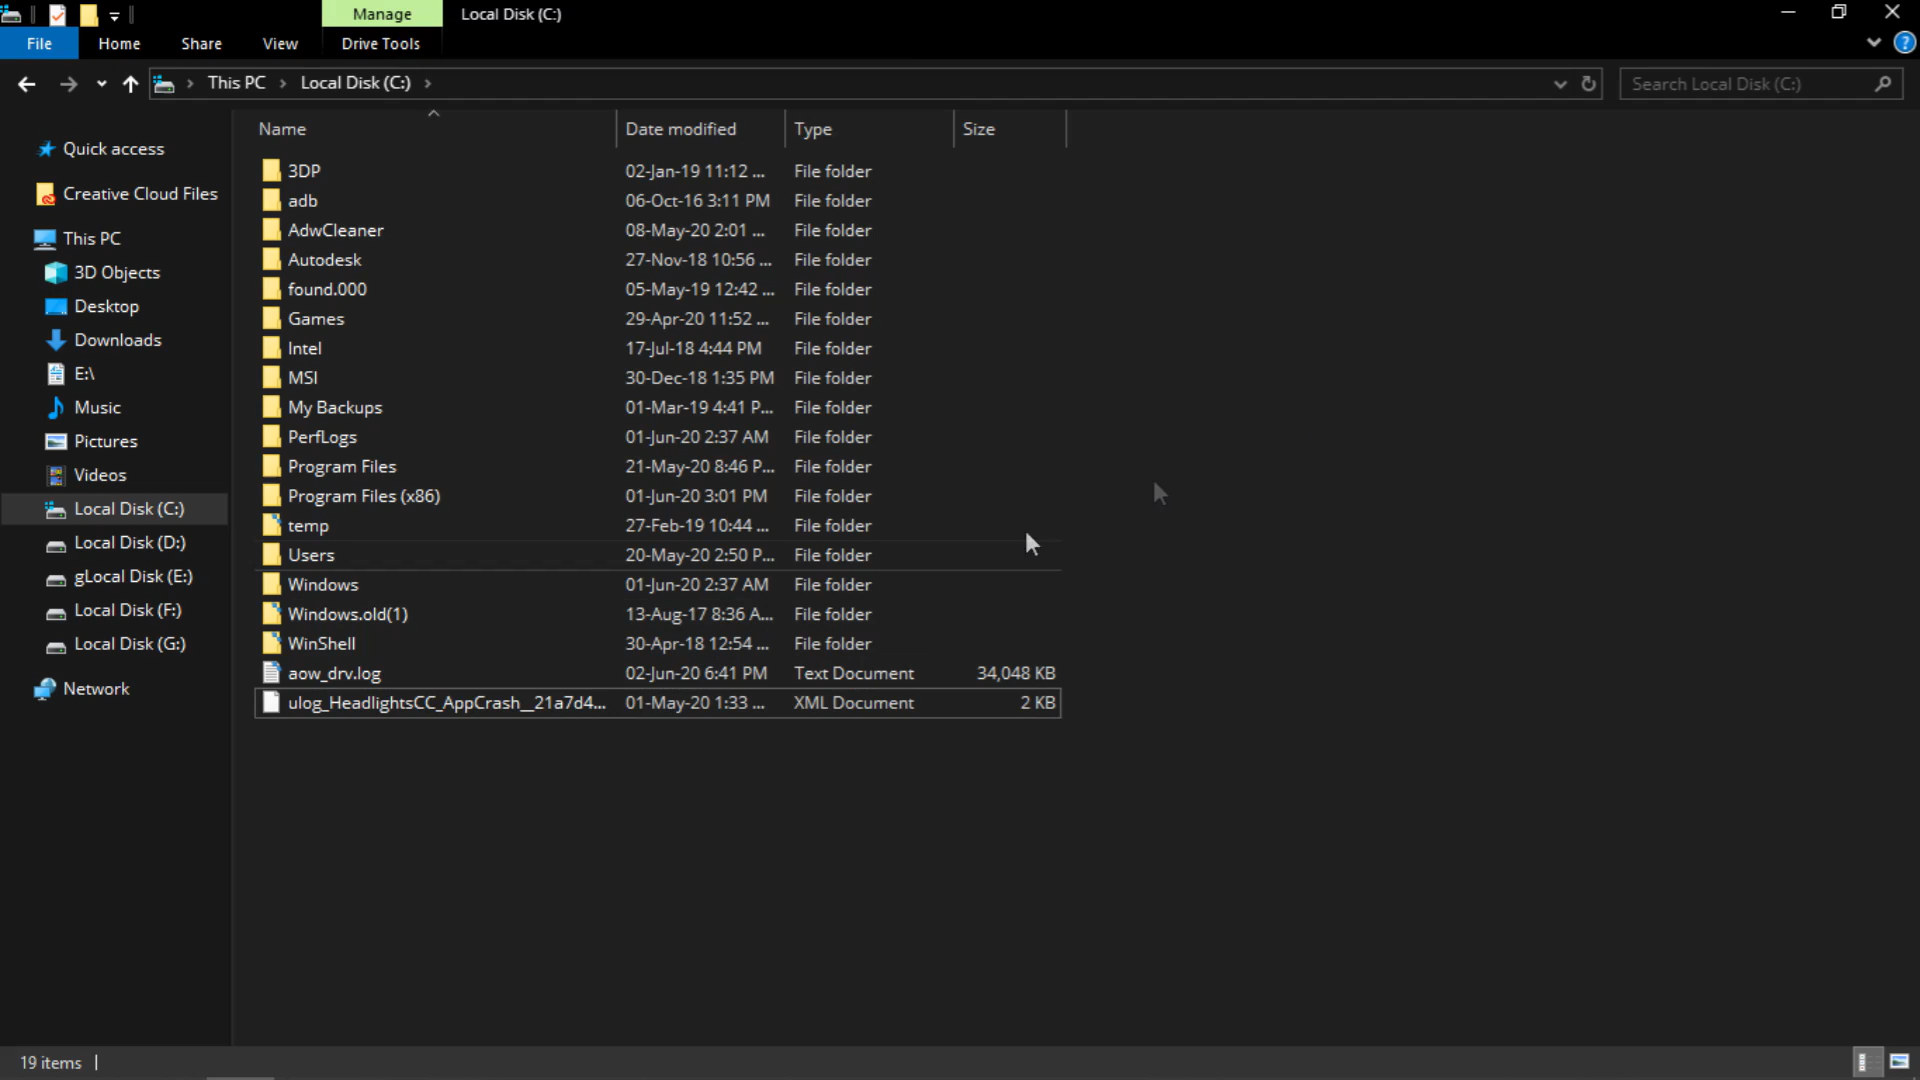 Manage Local Disk (C:)
File Home Share View Drive Tools
This PC Local Disk (C:) Search Local Disk (C:)
Name Date modified Type Size
Quick access
Creative Cloud Files
This PC
3D Objects
Desktop
Downloads
E:\
Music
Pictures
Videos
Local Disk (C:)
Local Disk (D:)
gLocal Disk (E:)
Local Disk (F:)
Local Disk (G:)
Network
3DP 02-Jan-19 11:12 ... File folder
adb 06-Oct-16 3:11 PM File folder
AdwCleaner 08-May-20 2:01 ... File folder
Autodesk 27-Nov-18 10:56 ... File folder
found.000 05-May-19 12:42 ... File folder
Games 29-Apr-20 11:52 ... File folder
Intel 17-Jul-18 4:44 PM File folder
MSI 30-Dec-18 1:35 PM File folder
My Backups 01-Mar-19 4:41 P... File folder
PerfLogs 01-Jun-20 2:37 AM File folder
Program Files 21-May-20 8:46 P... File folder
Program Files (x86) 01-Jun-20 3:01 PM File folder
temp 27-Feb-19 10:44 ... File folder
Users 20-May-20 2:50 P... File folder
Windows 01-Jun-20 2:37 AM File folder
Windows.old(1) 13-Aug-17 8:36 A... File folder
WinShell 30-Apr-18 12:54 ... File folder
aow_drv.log 02-Jun-20 6:41 PM Text Document 34,048 KB
ulog_HeadlightsCC_AppCrash__21a7d4... 01-May-20 1:33 ... XML Document 2 KB
19 items